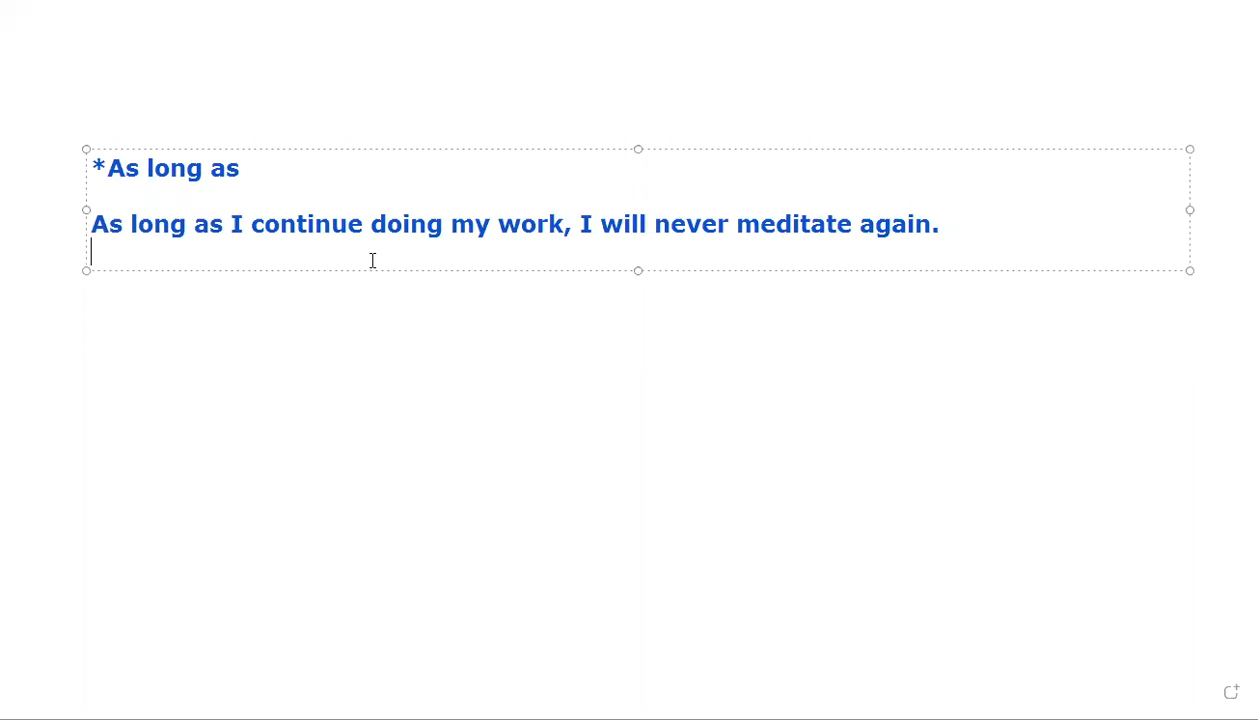 *As long as
As long as I continue doing my work, I will never meditate again.